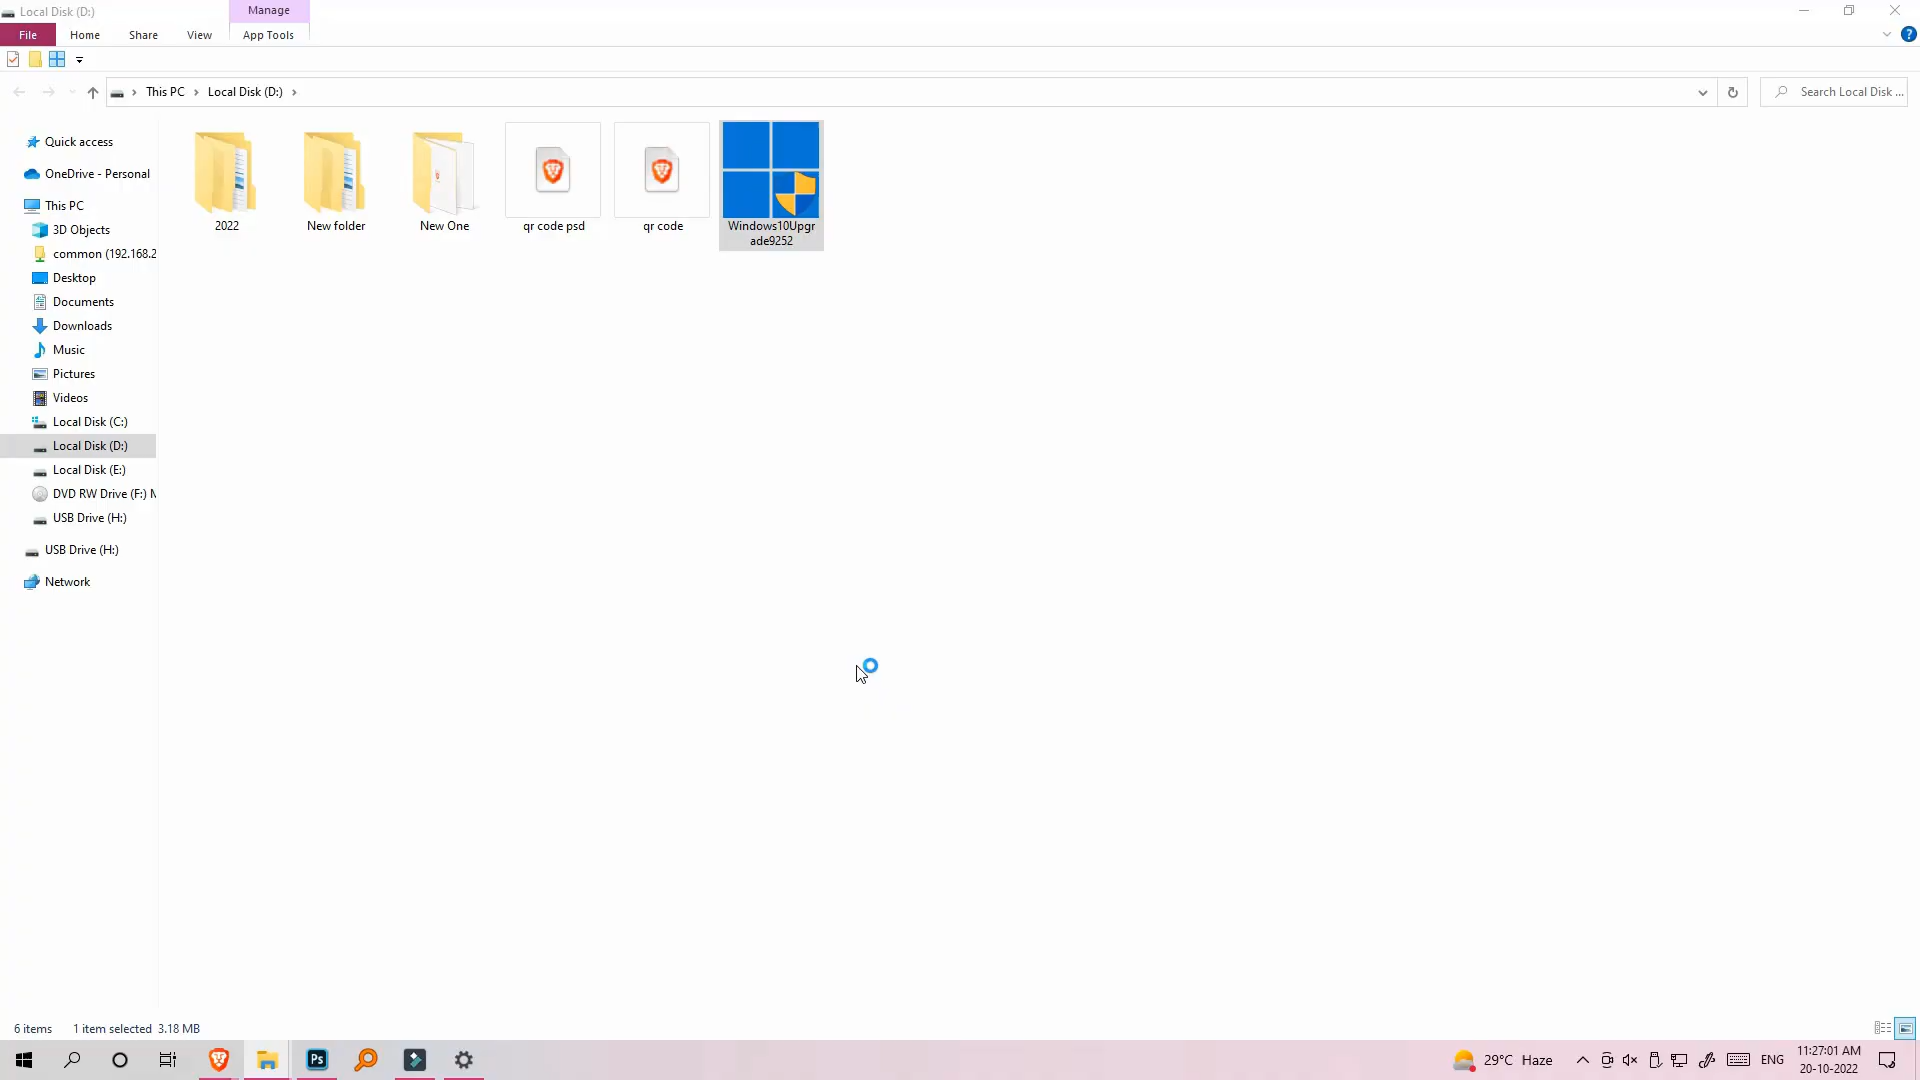 Local Disk (D:)
Manage
File
Home
Share
View
App Tools
This PC
Local Disk (D:)
Search Local Disk ...
Quick access
OneDrive - Personal
This PC
3D Objects
common (192.168.2
Desktop
Documents
Downloads
Music
Pictures
Videos
Local Disk (C:)
Local Disk (D:)
Local Disk (E:)
DVD RW Drive (F:) M
USB Drive (H:)
USB Drive (H:)
Network
2022
New folder
New One
qr code psd
qr code
Windows10Upgr
ade9252
6 items
1 item selected 3.18 MB
Ps
29°C Haze
ENG
11:27:01 AM
20-10-2022